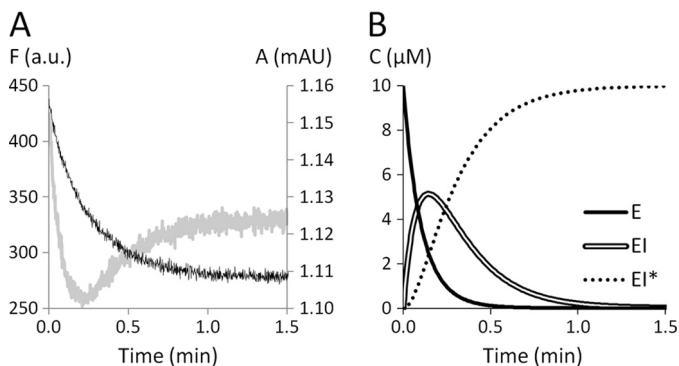 A
F (a.u.) A (mAU)
450 1.16
1.15
400 1.14
350 1.13
1.12
300 1.11
250 1.10
0.0 0.5 1.0 1.5
Time (min)
B
C (μM)
10
8
6
4
2
0
E
EI
EI*
0.0 0.5 1.0 1.5
Time (min)